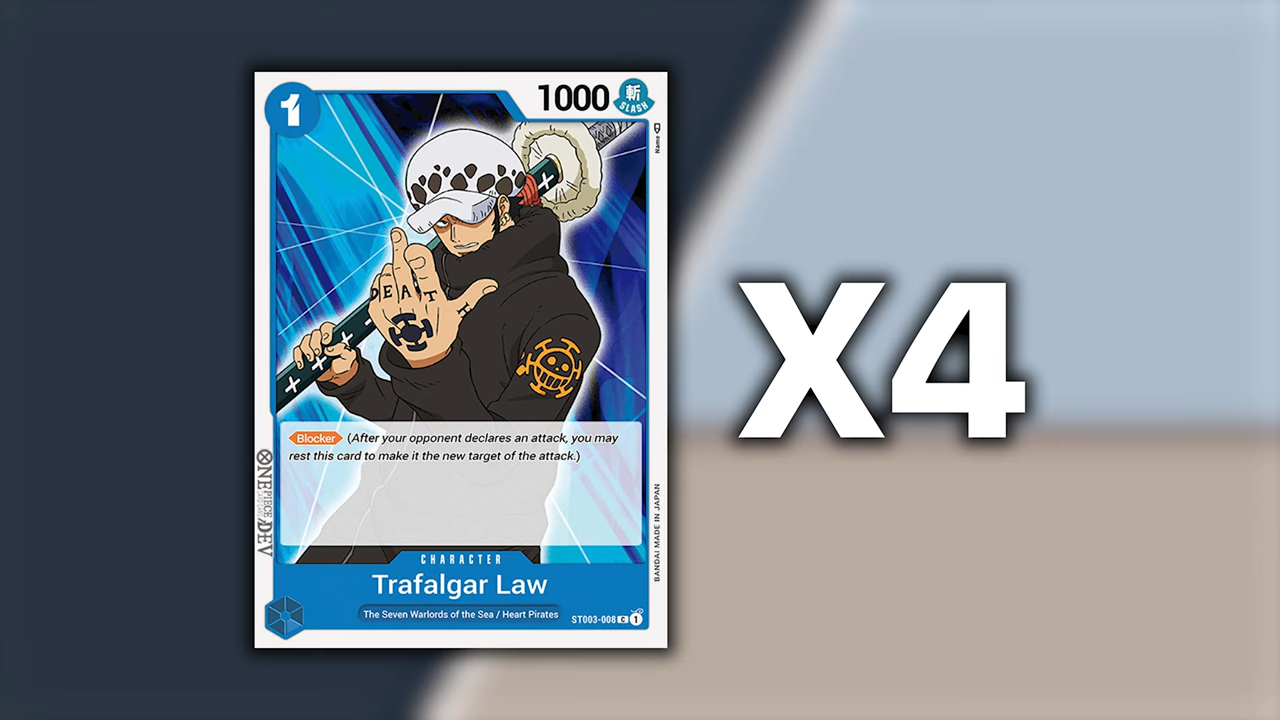 1
1000
斬
SLASH
Name
DEATH
Blocker (After your opponent declares an attack, you may
rest this card to make it the new target of the attack.)
ONE PIECE DEV
BANDAI MADE IN JAPAN
CHARACTER
Trafalgar Law
The Seven Warlords of the Sea / Heart Pirates
ST003-008 C 1
X4